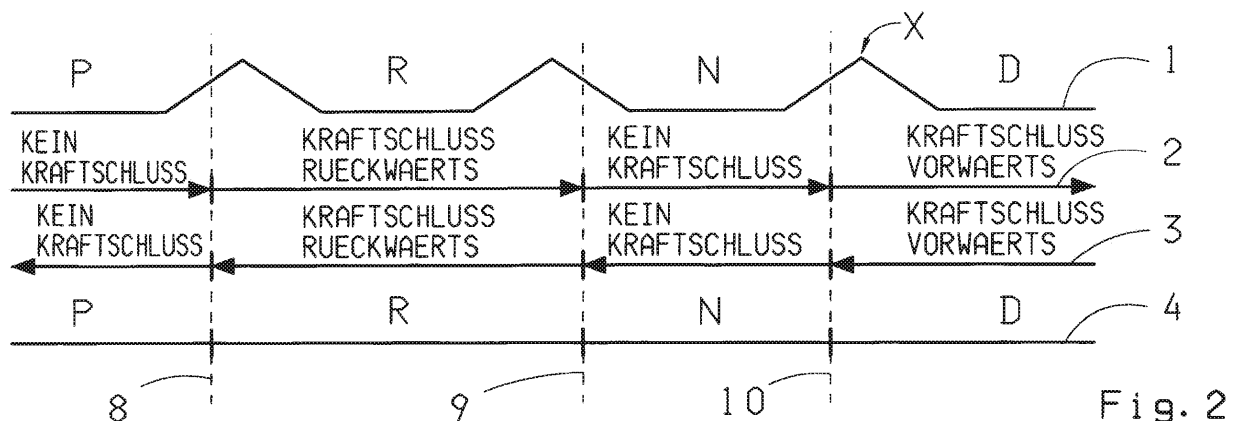 X
P R N D 1
KEIN KRAFTSCHLUSS
KRAFTSCHLUSS RUECKWAERTS
KEIN KRAFTSCHLUSS
KRAFTSCHLUSS VORWAERTS
2
KEIN KRAFTSCHLUSS
KRAFTSCHLUSS RUECKWAERTS
KEIN KRAFTSCHLUSS
KRAFTSCHLUSS VORWAERTS
3
P R N D 4
8 9 10
Fig. 2